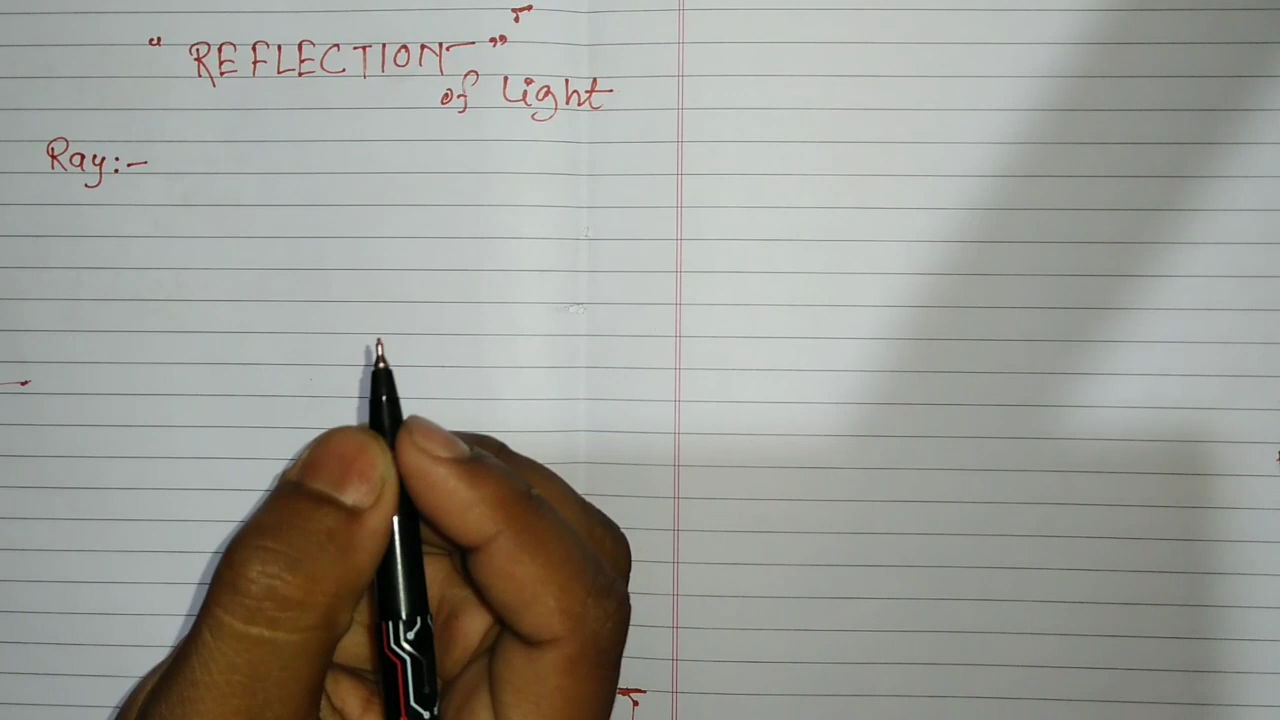 “ REFLECTION ”
of Light
Ray:-